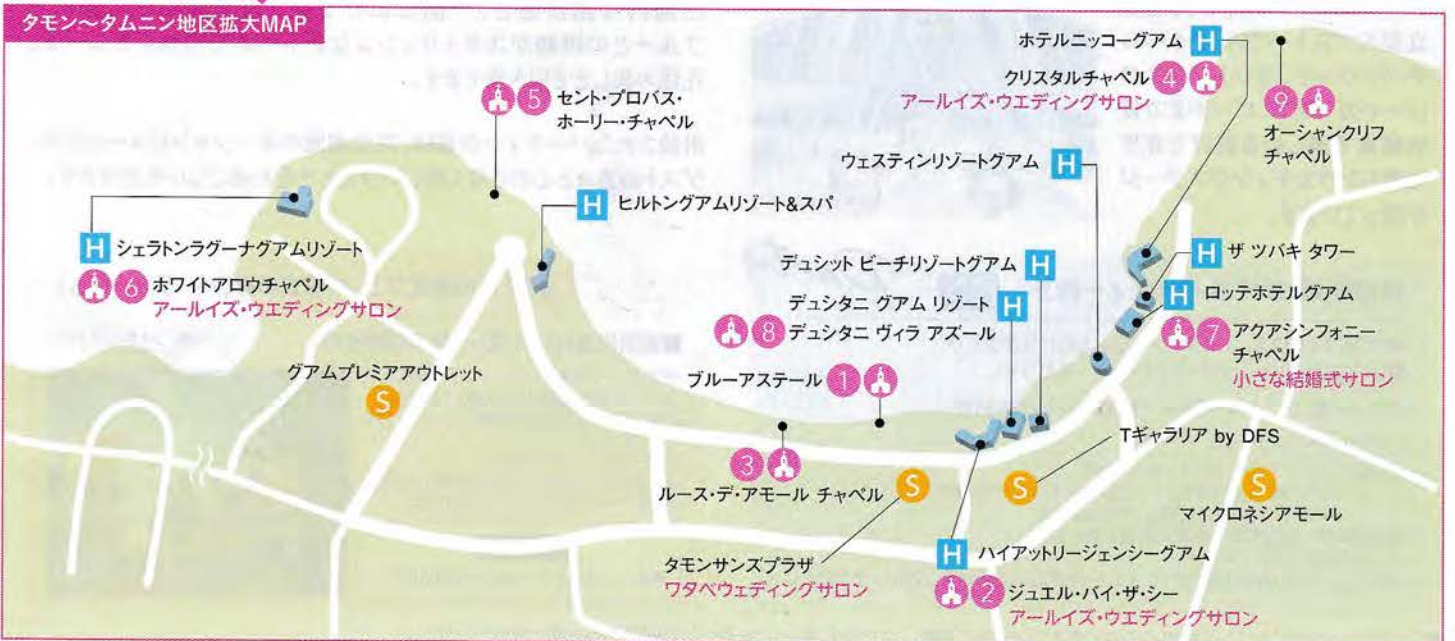 タモン〜タムニン地区拡大MAP
ホテルニッコーグアム H
クリスタルチャペル 4
アールイズ・ウエディングサロン
9
オーシャンクリフ
チャペル
5 セント・プロバス・
ホーリー・チャペル
ウェスティンリゾートグアム H
H ヒルトングアムリゾート&スパ
H シェラトンラグーナグアムリゾート
6 ホワイトアロウチャペル
アールイズ・ウエディングサロン
デュシット ビーチリゾートグアム H
デュシタニ グアム リゾート H
8 デュシタニ ヴィラ アズール
H ザ ツバキ タワー
H ロッテホテルグアム
7 アクアシンフォニー
チャペル
小さな結婚式サロン
グアムプレミアアウトレット
S
ブルーアステール 1
3
ルース・デ・アモール チャペル
S
Tギャラリア by DFS
S
S
マイクロネシアモール
タモンサンズプラザ
ワタベウェディングサロン
H ハイアットリージェンシーグアム
2 ジュエル・バイ・ザ・シー
アールイズ・ウエディングサロン